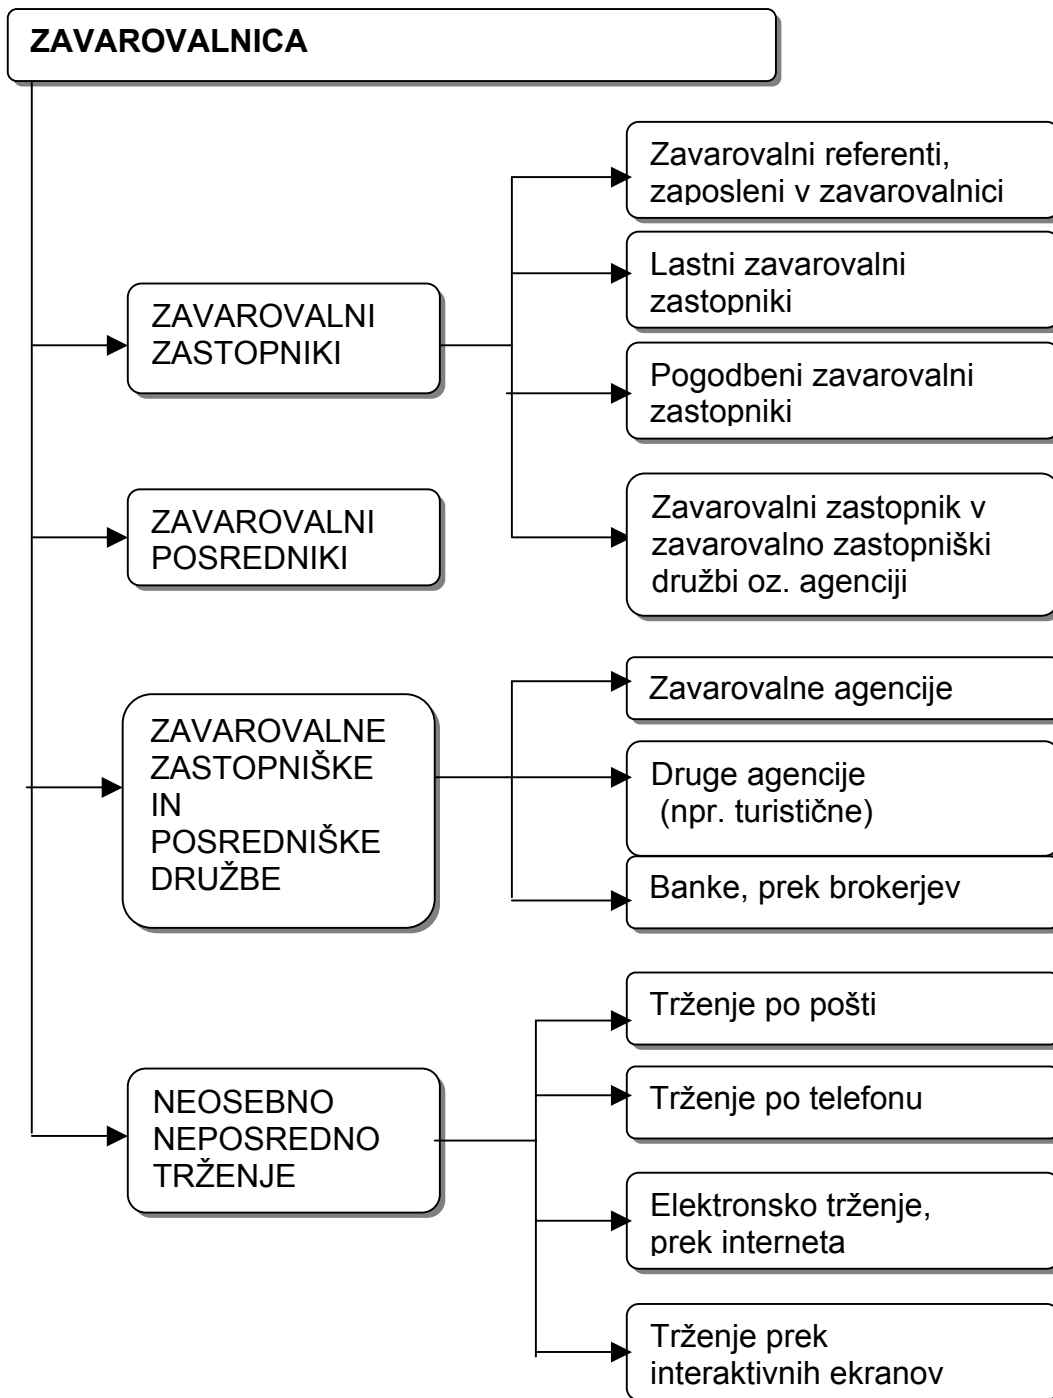 ZAVAROVALNICA
ZAVAROVALNI
ZASTOPNIKI
Zavarovalni referenti,
zaposleni v zavarovalnici
Lastni zavarovalni
zastopniki
Pogodbeni zavarovalni
zastopniki
Zavarovalni zastopnik v
zavarovalno zastopniški
družbi oz. agenciji
ZAVAROVALNI
POSREDNIKI
ZAVAROVALNE
ZASTOPNIŠKE
IN
POSREDNIŠKE
DRUŽBE
Zavarovalne agencije
Druge agencije
(npr. turistične)
Banke, prek brokerjev
NEOSEBNO
NEPOSREDNO
TRŽENJE
Trženje po pošti
Trženje po telefonu
Elektronsko trženje,
prek interneta
Trženje prek
interaktivnih ekranov